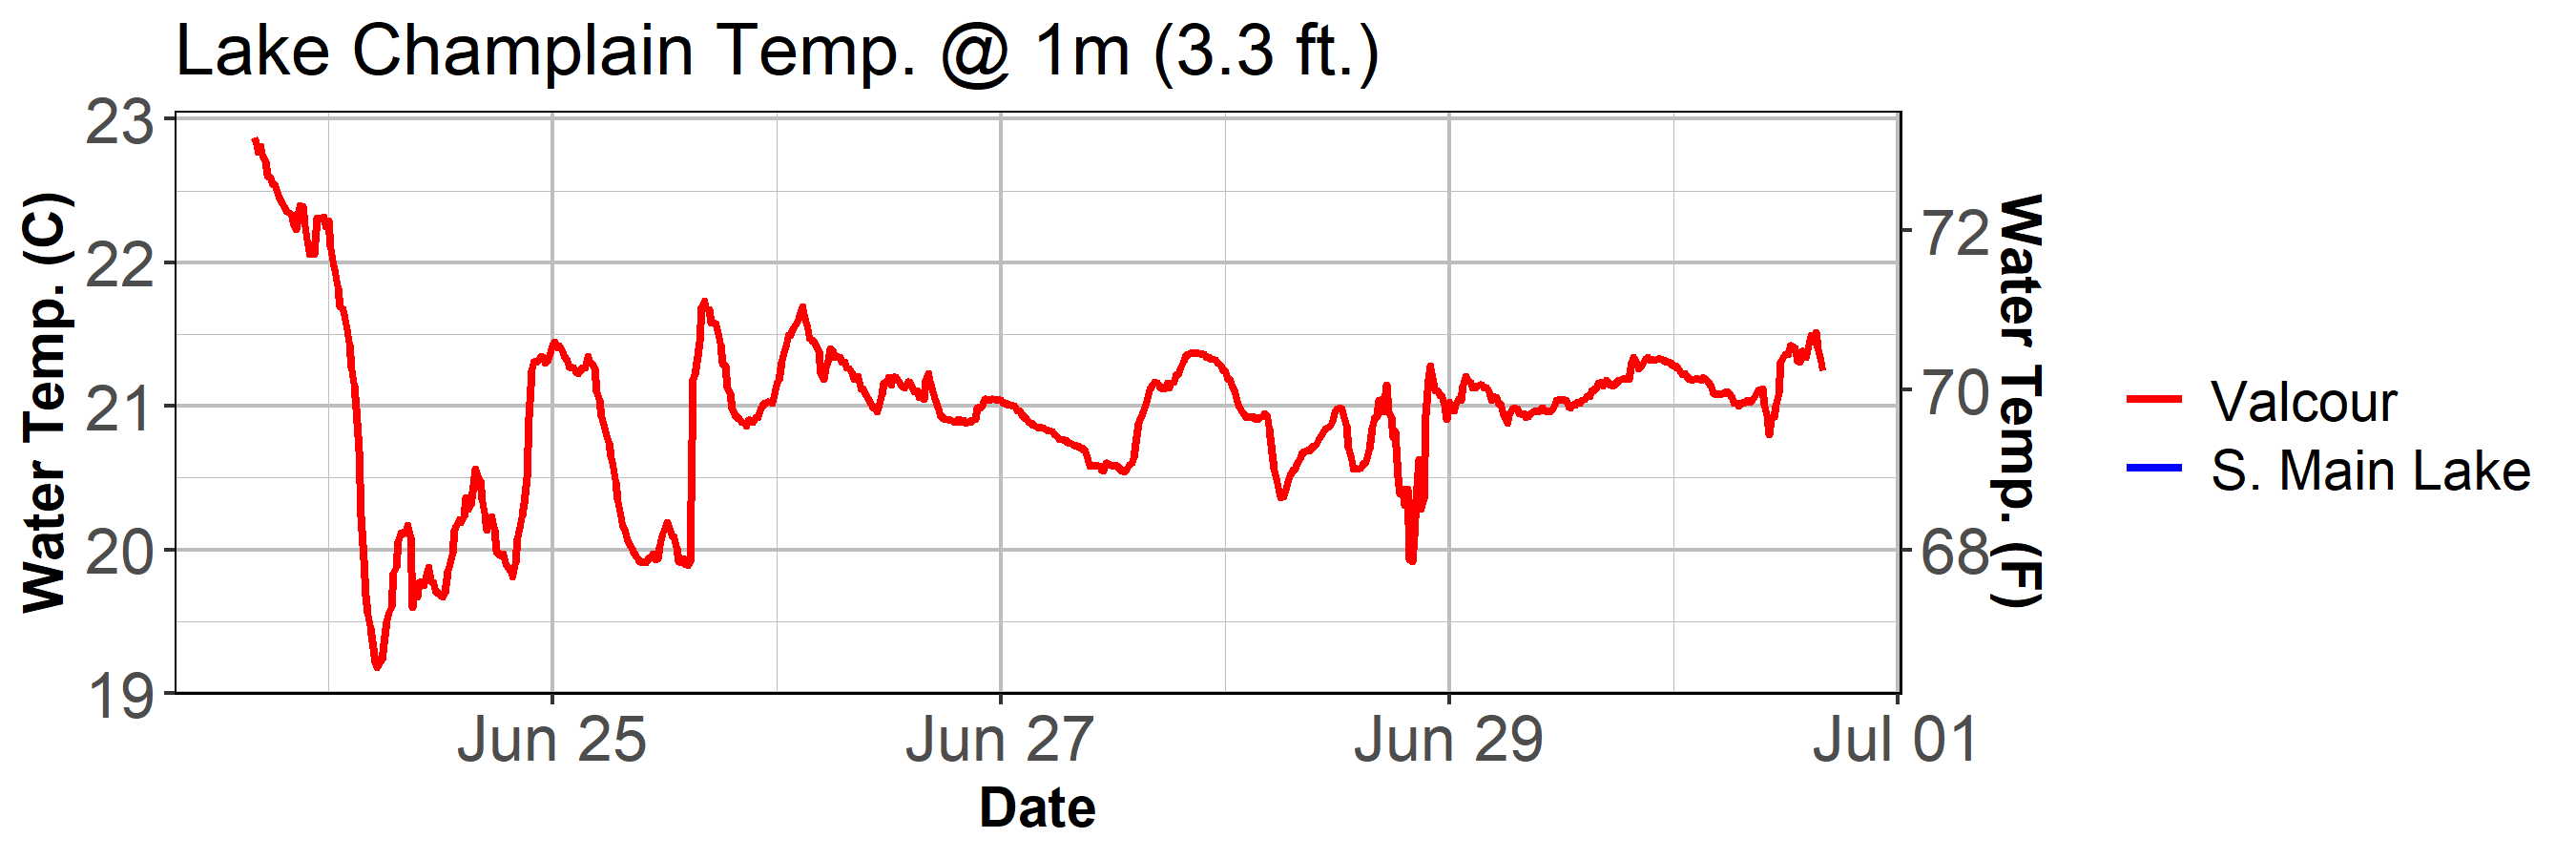 Lake Champlain Temp. @ 1m (3.3 ft.)
23
22
21
20
19
Water Temp. (C)
72
70
68
Water Temp. (F)
Jun 25
Jun 27
Jun 29
Jul 01
Date
Valcour
S. Main Lake